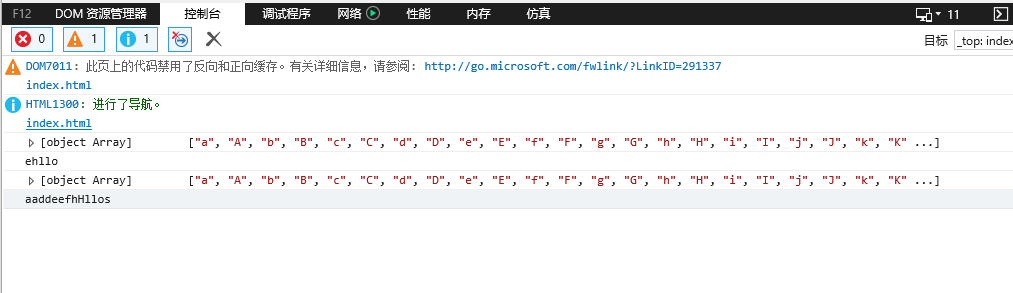 F12 DOM 资源管理器 控制台 调试程序 网络 性能 内存 仿真 11
0 1 1 目标 _top: index
DOM7011: 此页上的代码禁用了反向和正向缓存。有关详细信息，请参阅: http://go.microsoft.com/fwlink/?LinkID=291337
index.html
HTML1300: 进行了导航。
index.html
[object Array] ["a", "A", "b", "B", "c", "C", "d", "D", "e", "E", "f", "F", "g", "G", "h", "H", "i", "I", "j", "J", "k", "K" ...]
ehllo
[object Array] ["a", "A", "b", "B", "c", "C", "d", "D", "e", "E", "f", "F", "g", "G", "h", "H", "i", "I", "j", "J", "k", "K" ...]
aaddeefhHllos